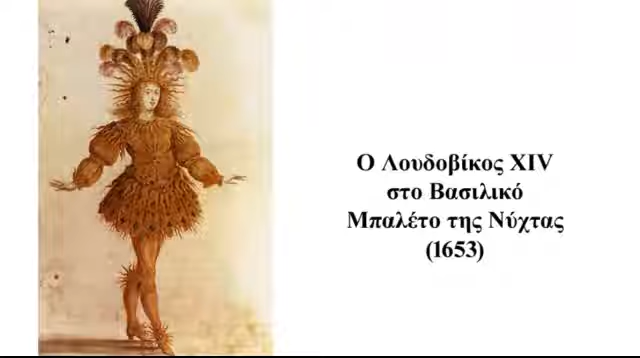 Ο Λουδοβίκος XIV
στο Βασιλικό
Μπαλέτο της Νύχτας
(1653)